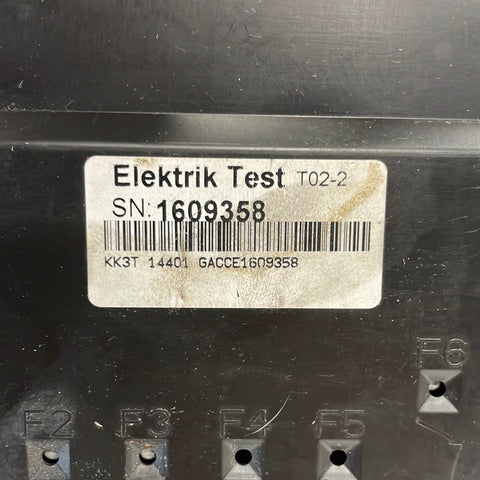 Elektrik Test T02-2
SN:1609358
KK3T 14401 GACCE1609358
F6
F2 F3 F4 F5